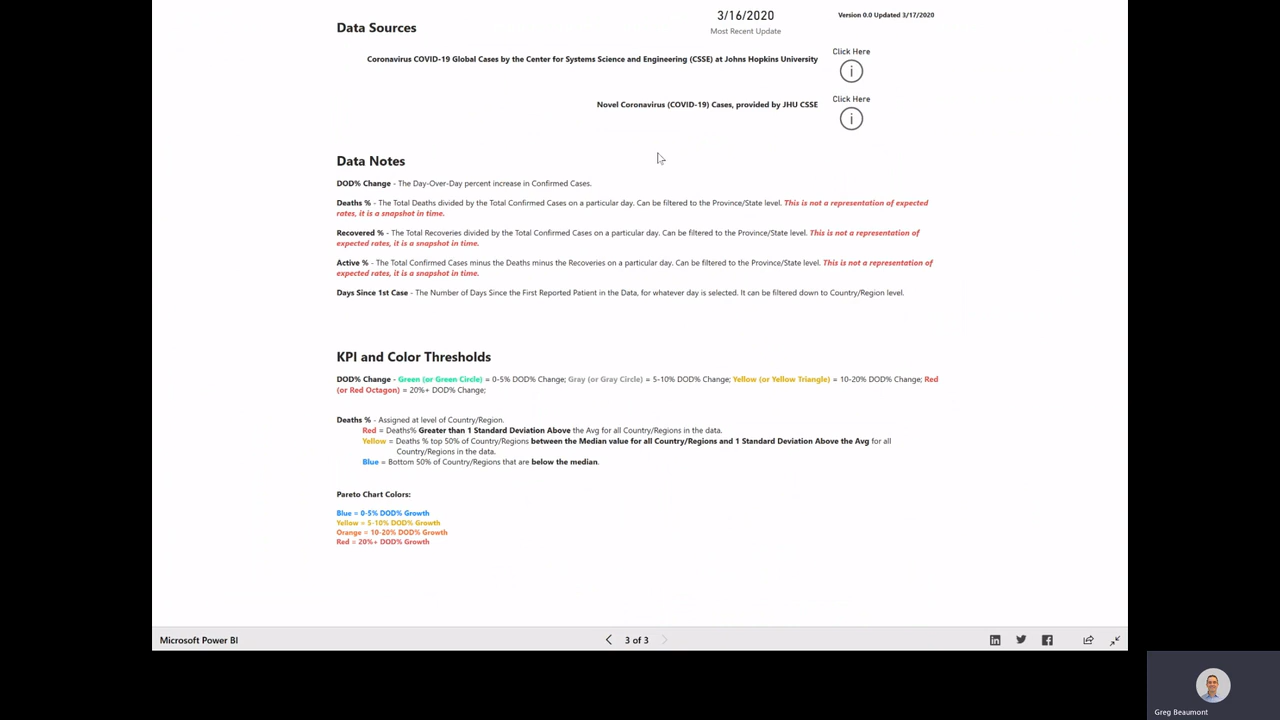 3/16/2020
Version 0.0 Updated 3/17/2020
Data Sources
Most Recent Update
Click Here
Coronavirus COVID-19 Global Cases by the Center for Systems Science and Engineering (CSSE) at Johns Hopkins University
Click Here
Novel Coronavirus (COVID-19) Cases, provided by JHU CSSE
Data Notes
DOD% Change - The Day-Over-Day percent increase in Confirmed Cases.
Deaths % - The Total Deaths divided by the Total Confirmed Cases on a particular day. Can be filtered to the Province/State level. This is not a representation of expected
rates, it is a snapshot in time.
Recovered % - The Total Recoveries divided by the Total Confirmed Cases on a particular day. Can be filtered to the Province/State level. This is not a representation of
expected rates, it is a snapshot in time.
Active % - The Total Confirmed Cases minus the Deaths minus the Recoveries on a particular day. Can be filtered to the Province/State level. This is not a representation of
expected rates, it is a snapshot in time.
Days Since 1st Case - The Number of Days Since the First Reported Patient in the Data, for whatever day is selected. It can be filtered down to Country/Region level.
KPI and Color Thresholds
DOD% Change - Green (or Green Circle) = 0-5% DOD% Change; Gray (or Gray Circle) = 5-10% DOD% Change; Yellow (or Yellow Triangle) = 10-20% DOD% Change; Red
(or Red Octagon) = 20%+ DOD% Change;
Deaths % - Assigned at level of Country/Region.
Red = Deaths% Greater than 1 Standard Deviation Above the Avg for all Country/Regions in the data.
Yellow = Deaths % top 50% of Country/Regions between the Median value for all Country/Regions and 1 Standard Deviation Above the Avg for all
Country/Regions in the data.
Blue = Bottom 50% of Country/Regions that are below the median.
Pareto Chart Colors:
Blue = 0-5% DOD% Growth
Yellow = 5-10% DOD% Growth
Orange = 10-20% DOD% Growth
Red = 20%+ DOD% Growth
Microsoft Power BI
3 of 3
Greg Beaumont